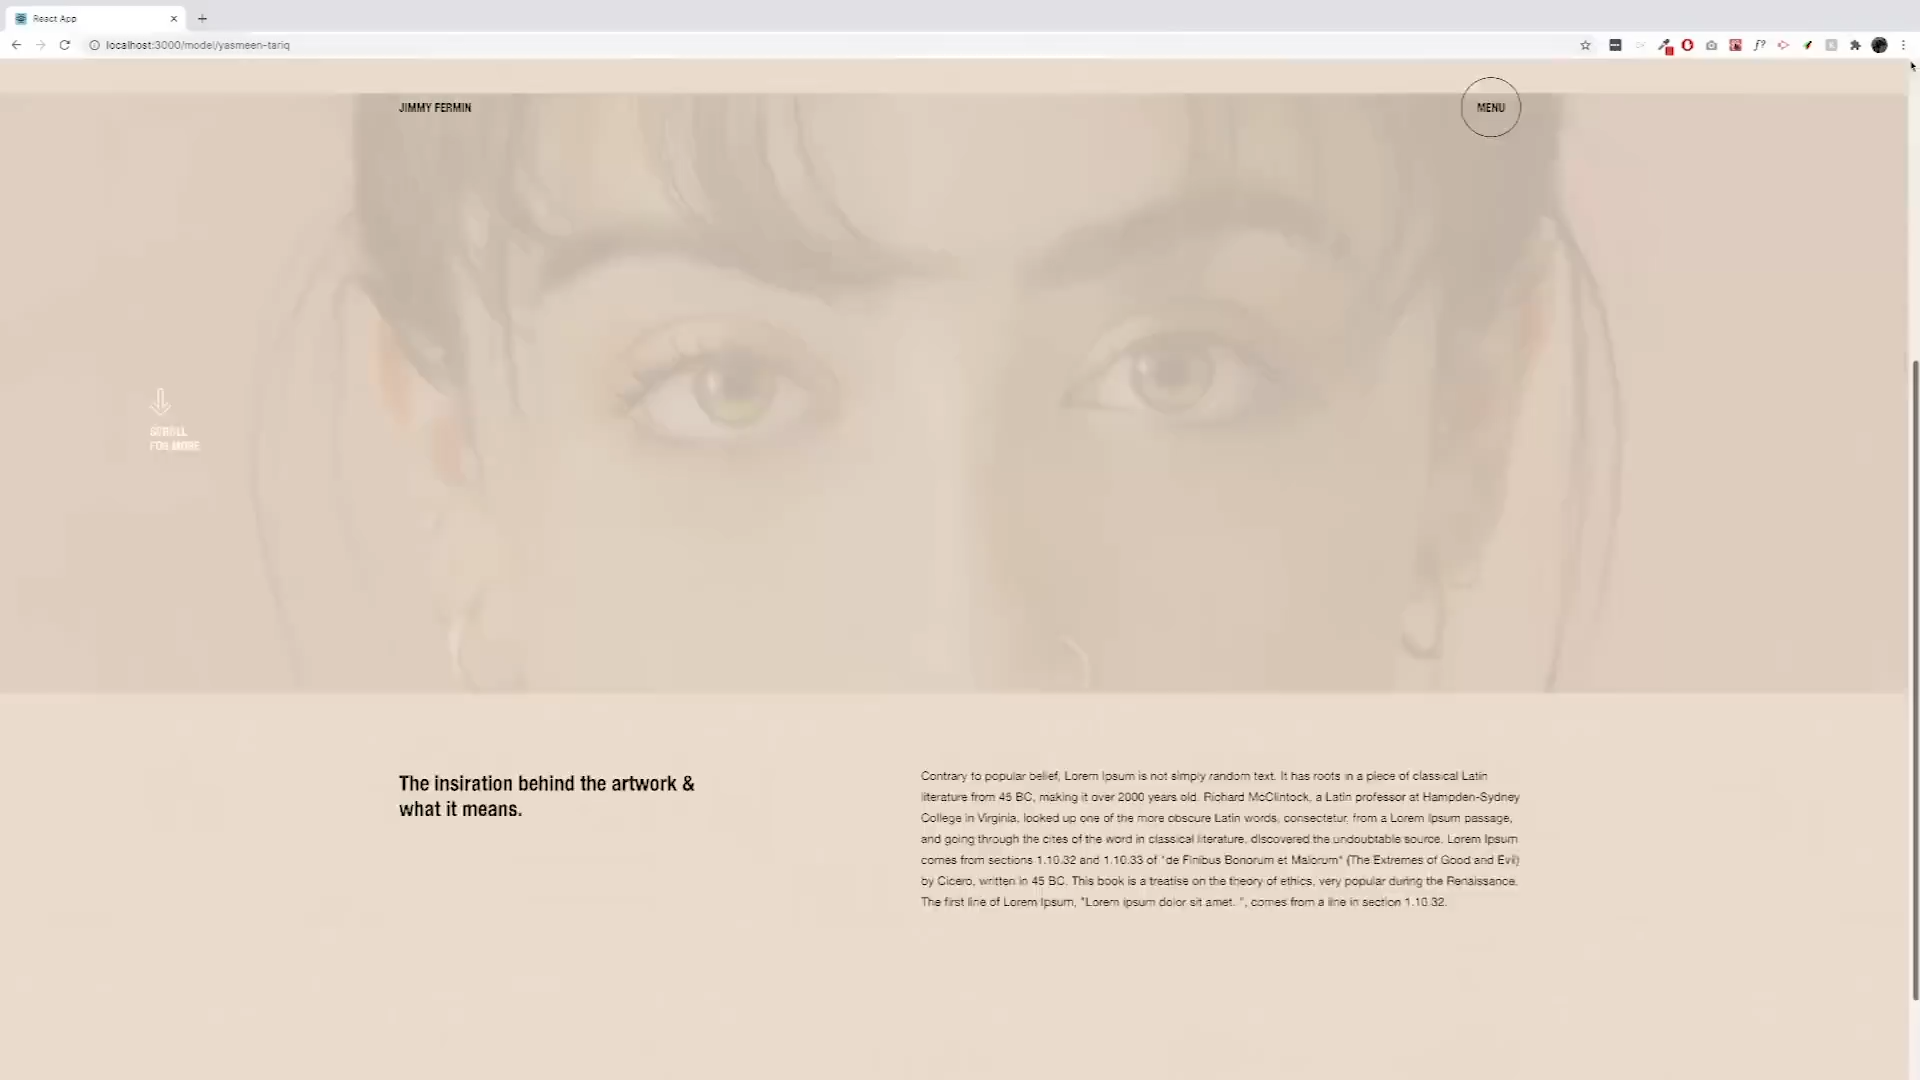 React App
localhost:3000/model/yasmeen-tariq
JIMMY FERMIN
MENU
SCROLL
FOR MORE
The insiration behind the artwork &
what it means.
Contrary to popular belief, Lorem Ipsum is not simply random text. It has roots in a piece of classical Latin
literature from 45 BC, making it over 2000 years old. Richard McClintock, a Latin professor at Hampden-Sydney
College in Virginia, looked up one of the more obscure Latin words, consectetur, from a Lorem Ipsum passage,
and going through the cites of the word in classical literature, discovered the undoubtable source. Lorem Ipsum
comes from sections 1.10.32 and 1.10.33 of "de Finibus Bonorum et Malorum" (The Extremes of Good and Evil)
by Cicero, written in 45 BC. This book is a treatise on the theory of ethics, very popular during the Renaissance.
The first line of Lorem Ipsum, "Lorem ipsum dolor sit amet. ", comes from a line in section 1.10.32.